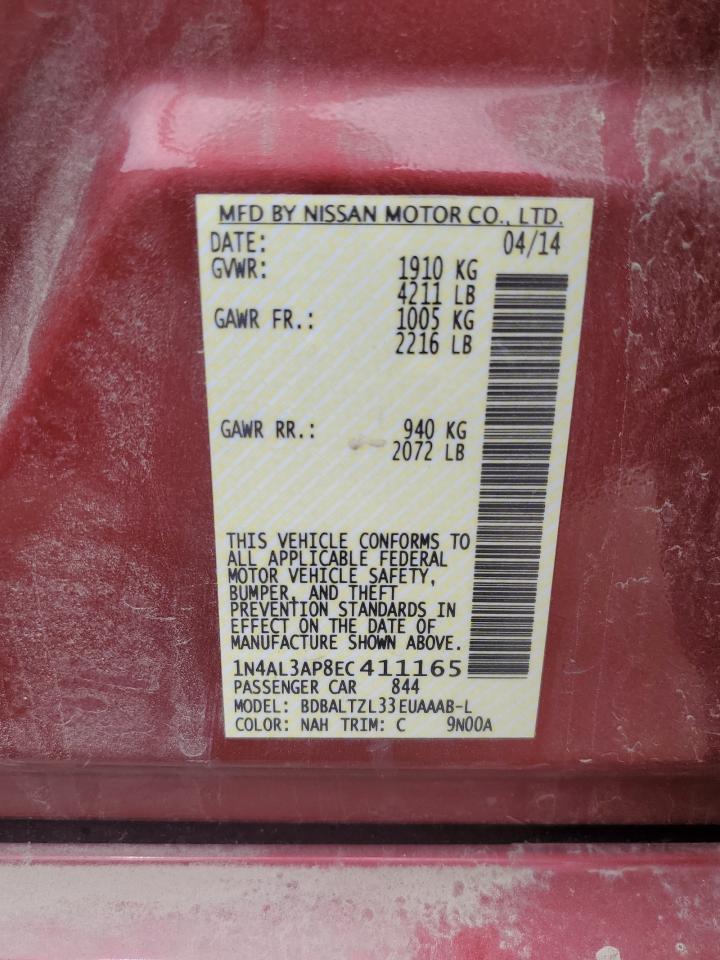 MFD BY NISSAN MOTOR CO., LTD.
DATE: 04/14
GVWR: 1910 KG
4211 LB
GAWR FR.: 1005 KG
2216 LB
GAWR RR.: 940 KG
2072 LB
THIS VEHICLE CONFORMS TO
ALL APPLICABLE FEDERAL
MOTOR VEHICLE SAFETY,
BUMPER, AND THEFT
PREVENTION STANDARDS IN
EFFECT ON THE DATE OF
MANUFACTURE SHOWN ABOVE.
1N4AL3AP8EC411165
PASSENGER CAR 844
MODEL: BDBALTZL33EUAAAB-L
COLOR: NAH TRIM: C 9N00A